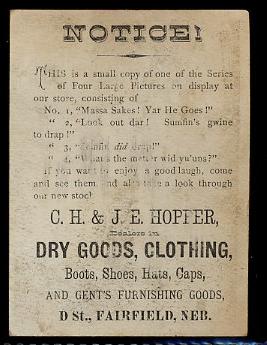 NOTICE!
THIS is a small copy of one of the Series
of Four Large Pictures on display at
our store, consisting of
No. 1, "Massa Sakes! Yar He Goes!"
" 2, "Look out dar! Sumfin's gwine
to drap!"
" 3, "Sumfin did drap!"
" 4, "What's the matter wid yu'uns?"
If you want to enjoy a good laugh, come
and see them, and also take a look through
our new stock
C. H. & J. E. HOPFER,
Dealers in
DRY GOODS, CLOTHING,
Boots, Shoes, Hats, Caps,
AND GENT'S FURNISHING GOODS,
D St., FAIRFIELD, NEB.